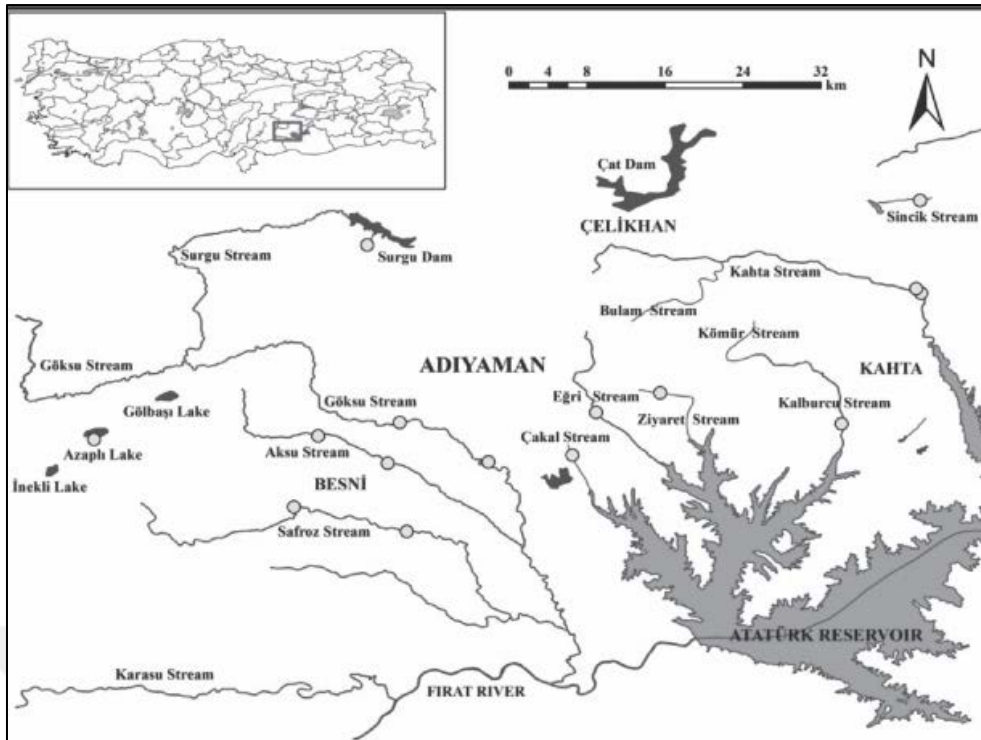 N
0 4 8 16 24 32
km
Çat Dam
Sincik Stream
ÇELİKHAN
Surgu Stream
Surgu Dam
Kahta Stream
Bulam Stream
Kömür Stream
Göksu Stream
ADIYAMAN
KAHTA
Gölbaşı Lake
Göksu Stream
Eğri Stream
Ziyaret Stream
Kalburcu Stream
Azaplı Lake
Aksu Stream
Çakal Stream
İnekli Lake
BESNİ
Safroz Stream
ATATÜRK RESERVOIR
Karasu Stream
FIRAT RIVER